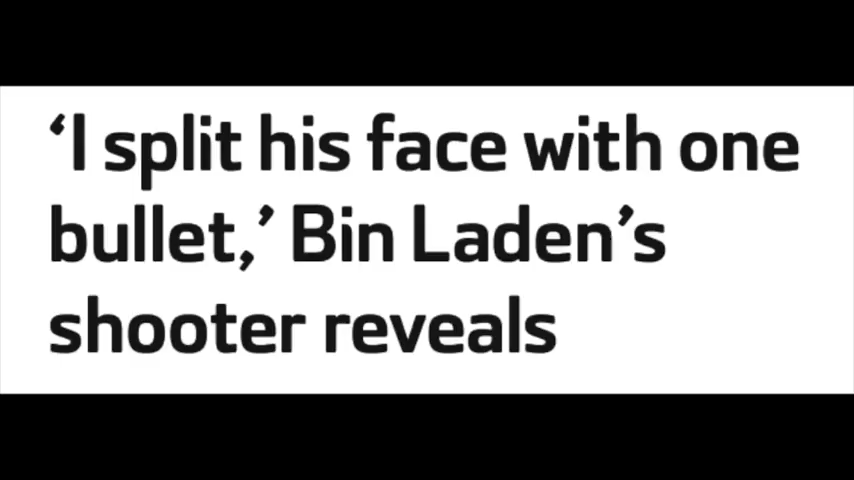 ‘I split his face with one
bullet,’ Bin Laden’s
shooter reveals